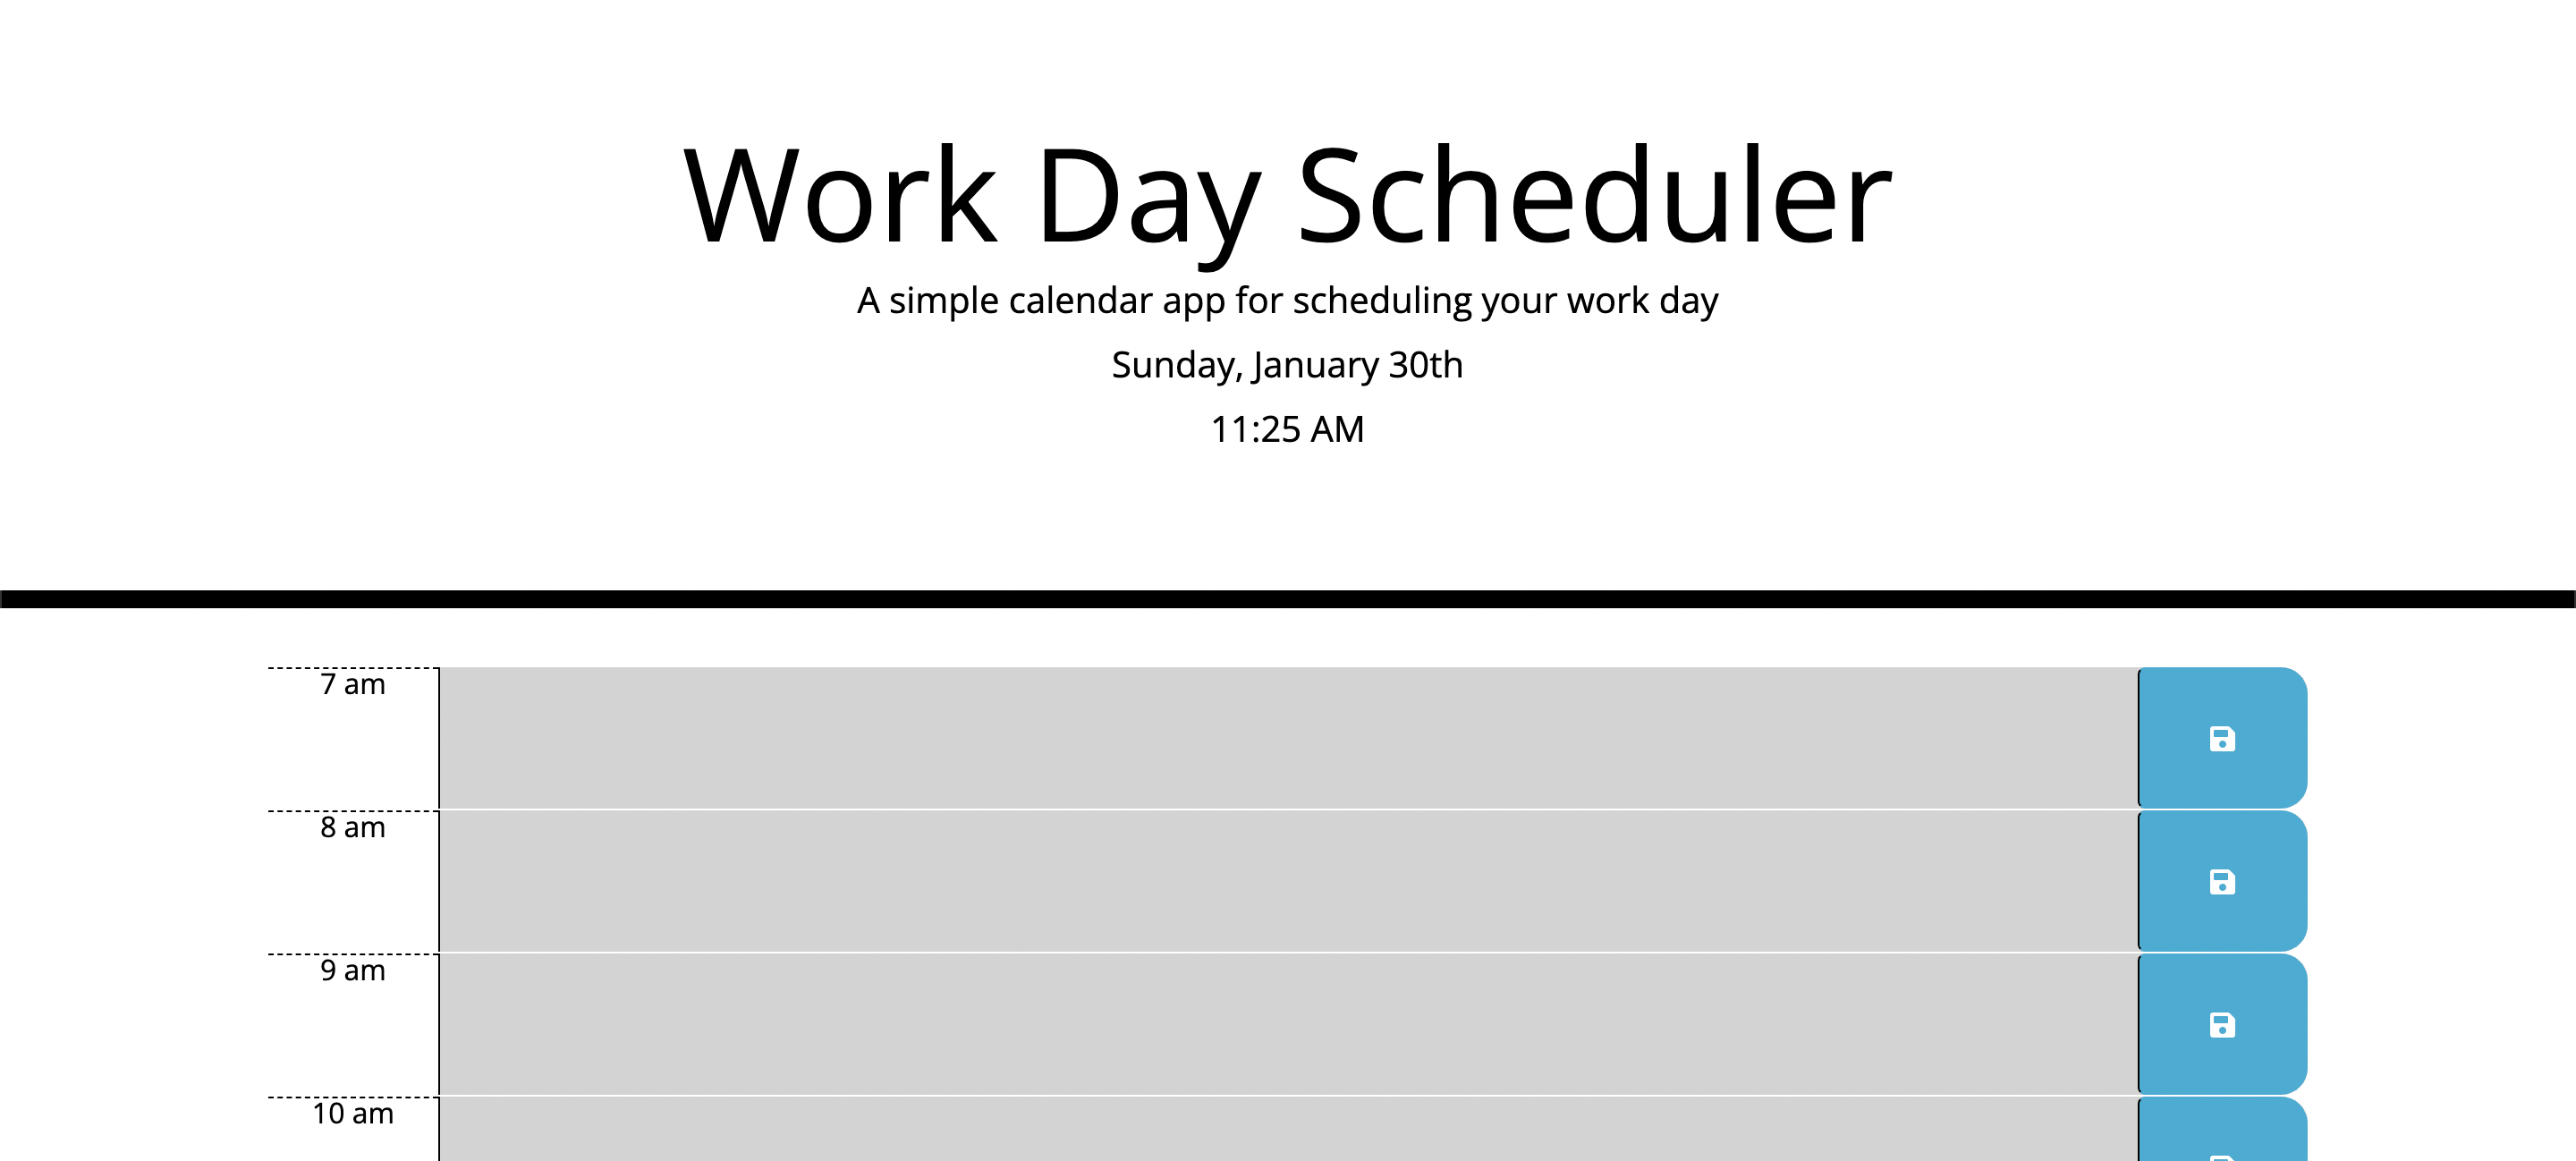 Work Day Scheduler
A simple calendar app for scheduling your work day
Sunday, January 30th
11:25 AM
7 am
8 am
9 am
10 am